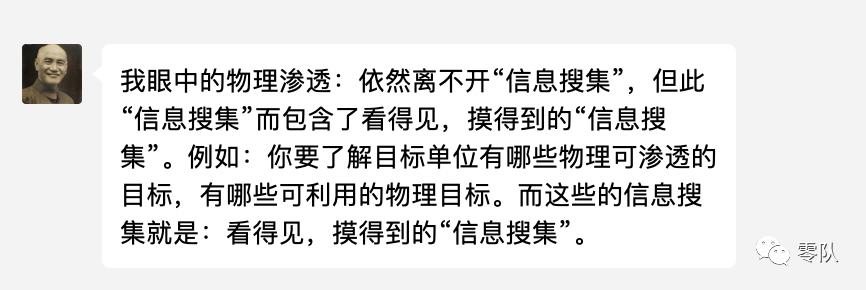 我眼中的物理渗透：依然离不开“信息搜集”，但此
“信息搜集”而包含了看得见，摸得到的“信息搜
集”。例如：你要了解目标单位有哪些物理可渗透的
目标，有哪些可利用的物理目标。而这些的信息搜
集就是：看得见，摸得到的“信息搜集”。
零队